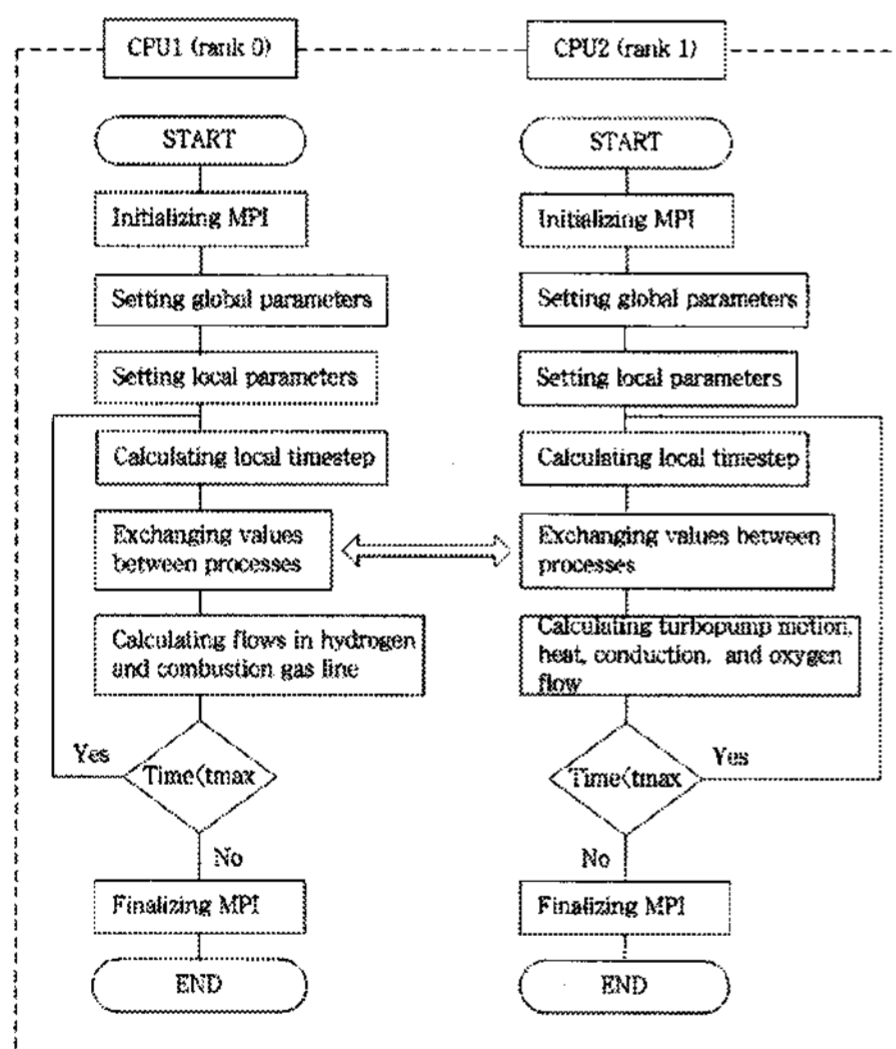 CPU1 (rank 0)
START
Initializing MPI
Setting global parameters
Setting local parameters
Calculating local timestep
Exchanging values
between processes
Calculating flows in hydrogen
and combustion gas line
Yes
Time<tmax
No
Finalizing MPI
END
CPU2 (rank 1)
START
Initializing MPI
Setting global parameters
Setting local parameters
Calculating local timestep
Exchanging values between
processes
Calculating turbopump motion,
heat, conduction, and oxygen
flow
Yes
Time<tmax
No
Finalizing MPI
END